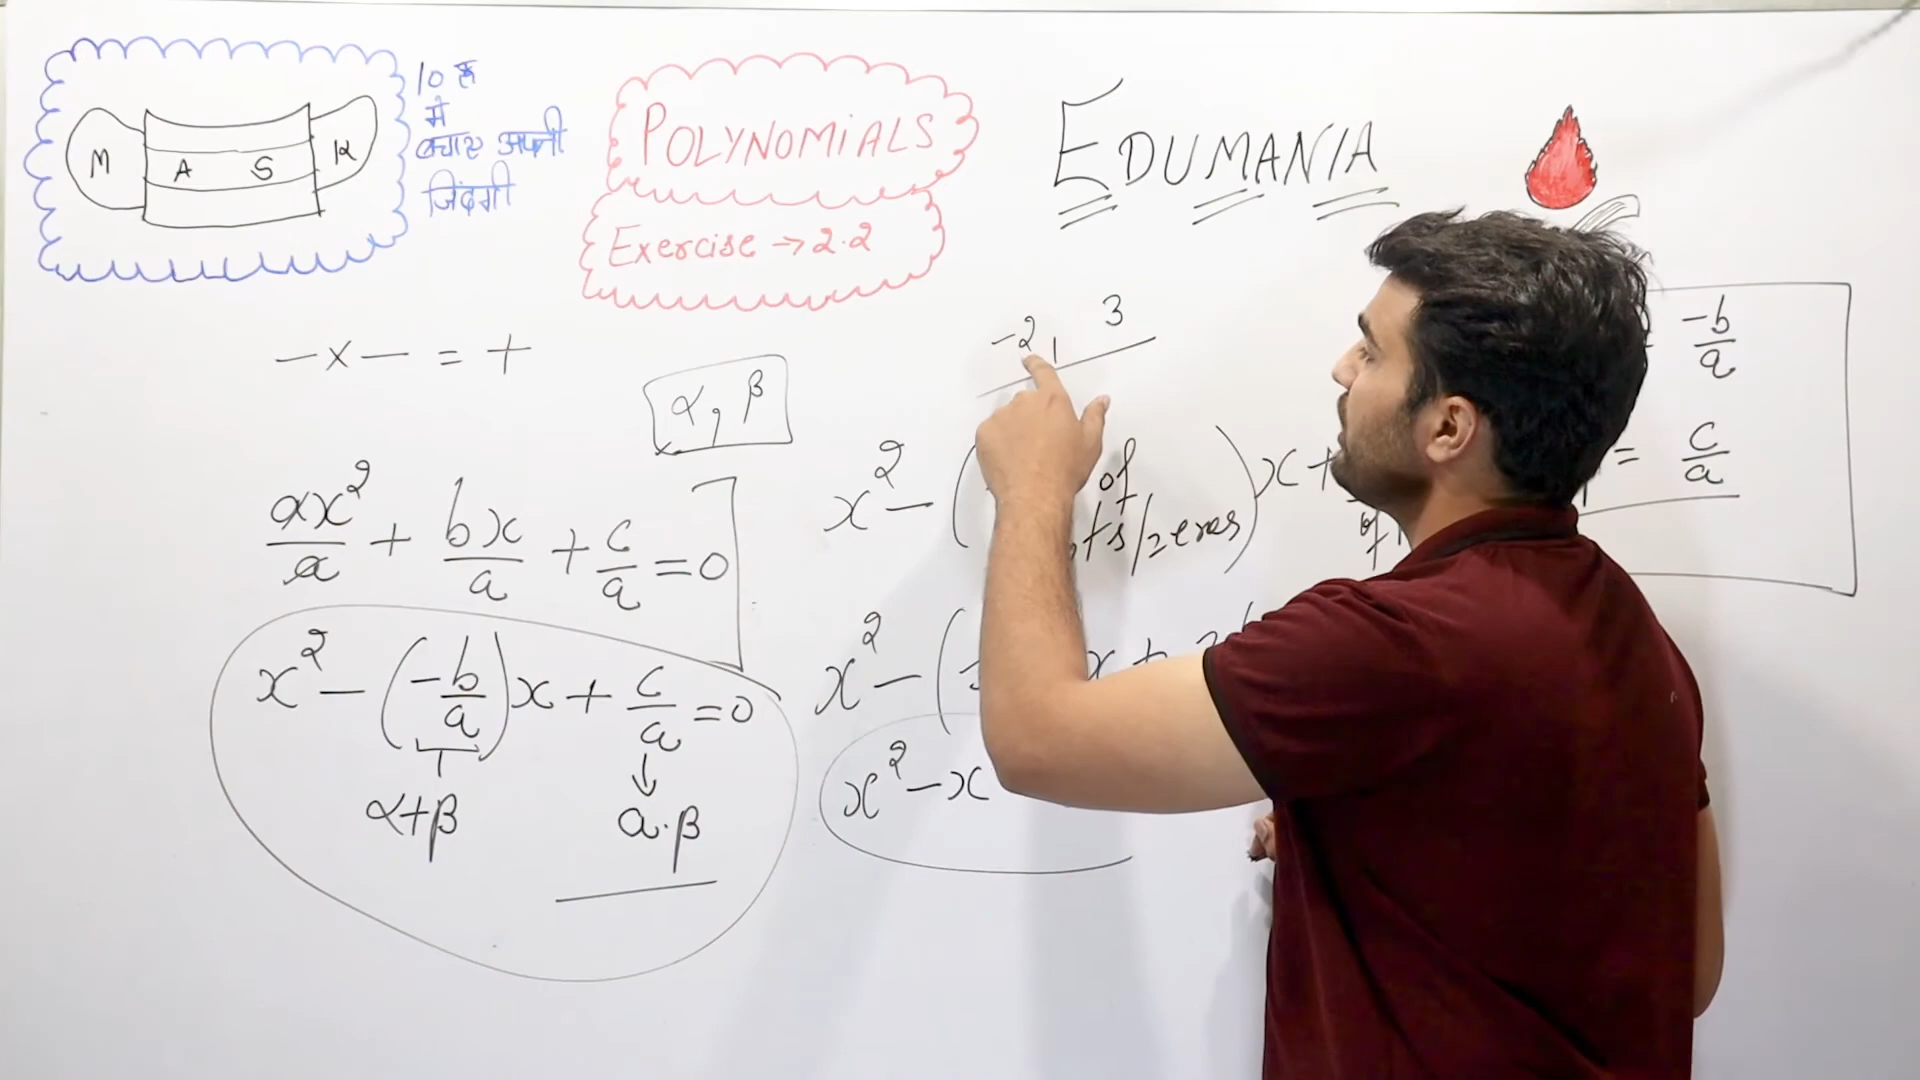 M A S K
10 रु
में
बचाए अपनी
जिंदगी
POLYNOMIALS
Exercise → 2.2
EDUMANIA
— x — = +
α, β
ax²/a + bx/a + c/a = 0
x² - (-b/a)x + c/a = 0
α+β
a.β
-2, 3
x² - ( of
/zeroes) x +
x² - ( x +
x² - x
-b/a
= c/a